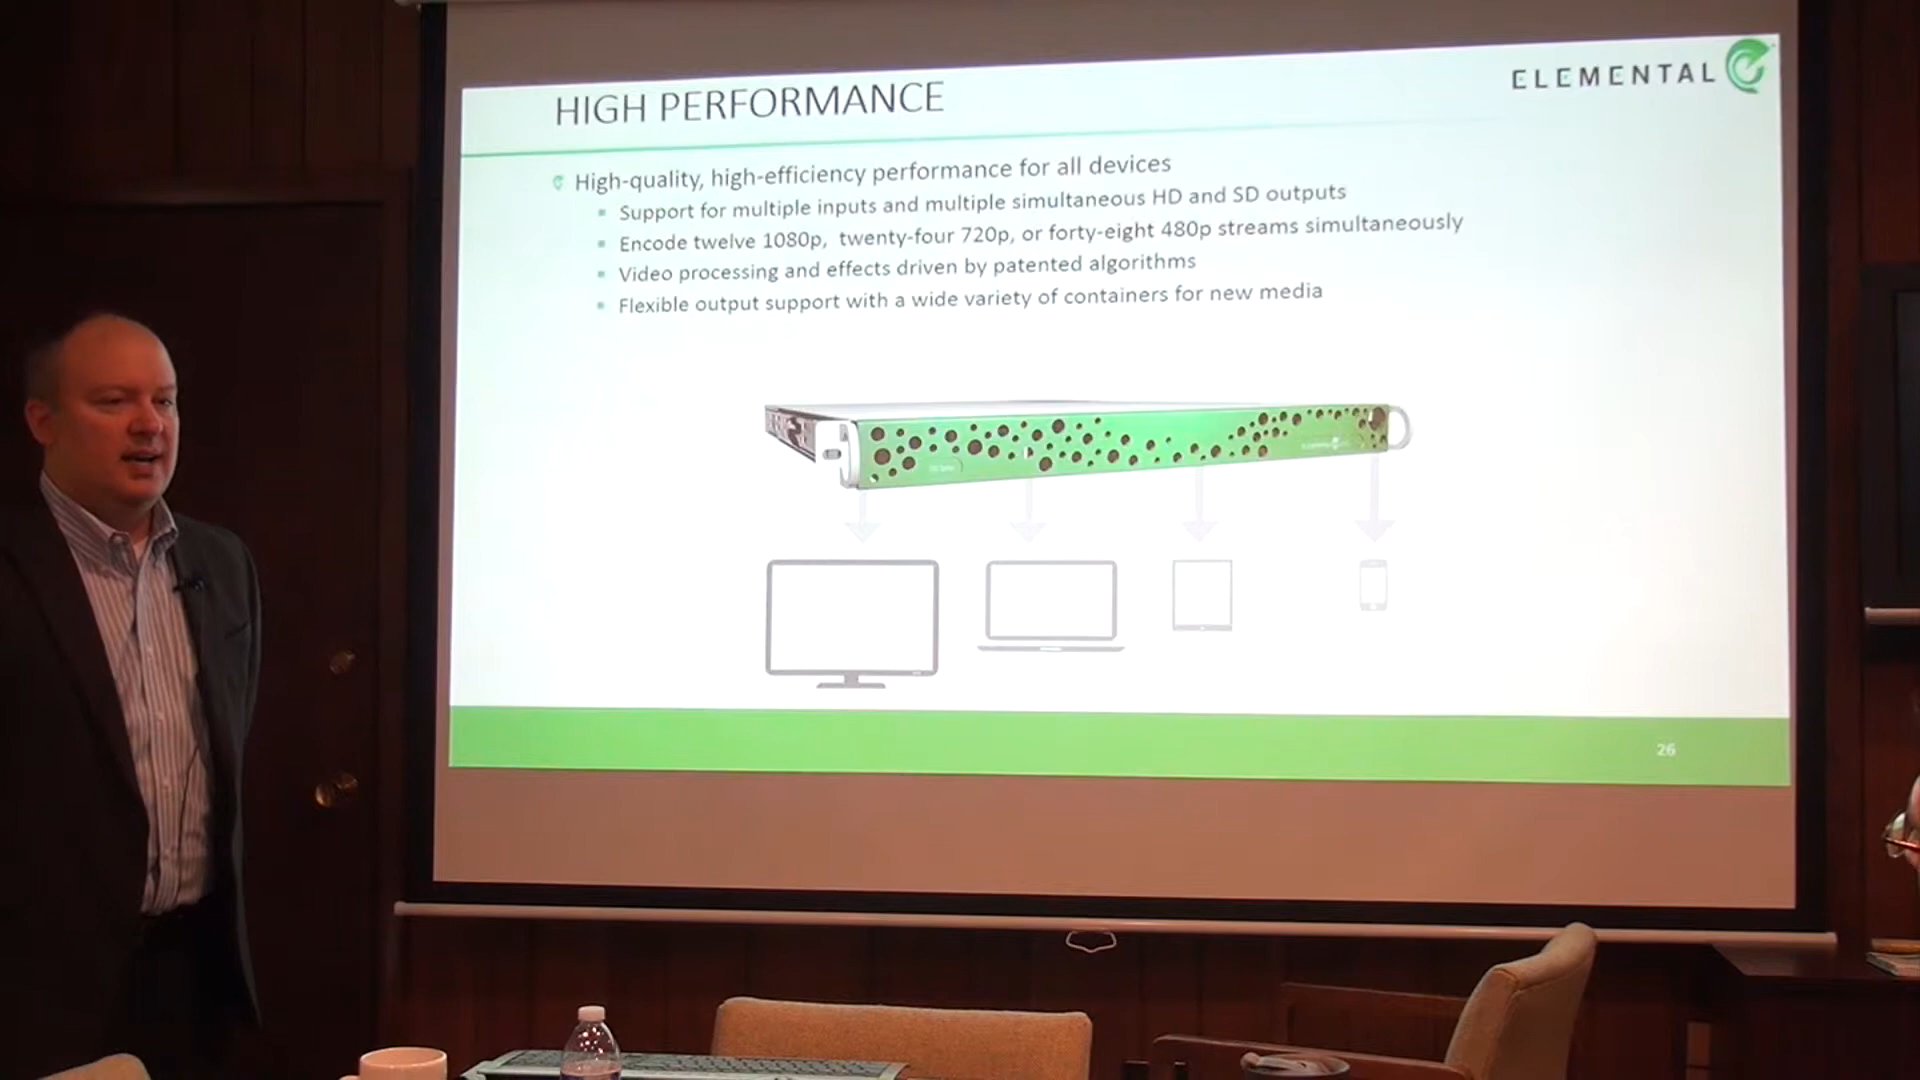 HIGH PERFORMANCE
ELEMENTAL
High-quality, high-efficiency performance for all devices
Support for multiple inputs and multiple simultaneous HD and SD outputs
Encode twelve 1080p, twenty-four 720p, or forty-eight 480p streams simultaneously
Video processing and effects driven by patented algorithms
Flexible output support with a wide variety of containers for new media
26